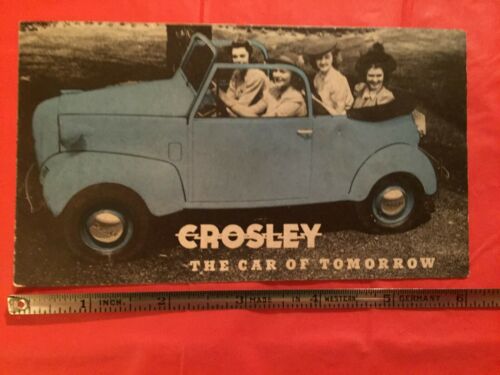 CROSLEY
THE CAR OF TOMORROW
1 INCH. 2 3 MADE IN 4 WESTERN 5 GERMANY 6